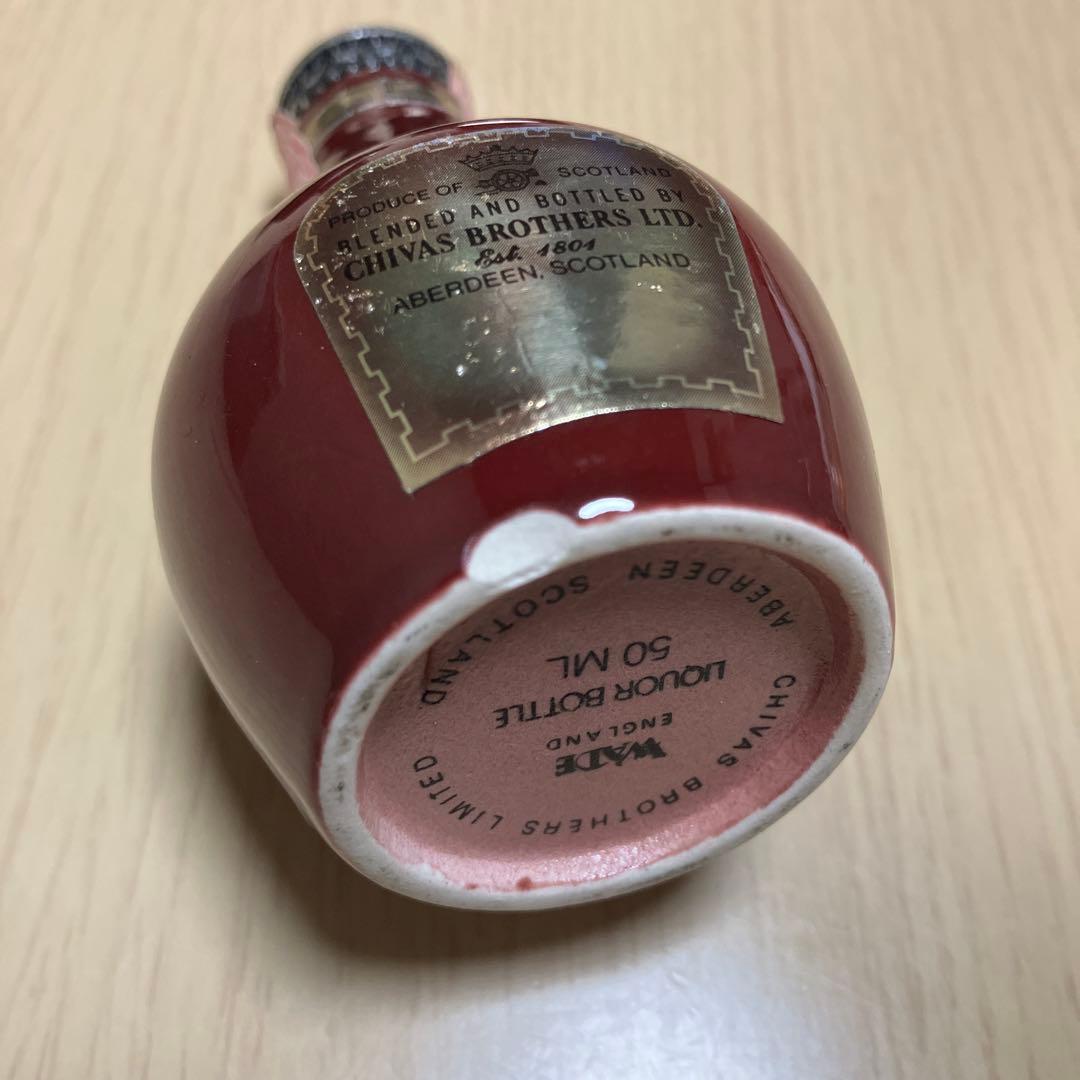 PRODUCE OF SCOTLAND
BLENDED AND BOTTLED BY
CHIVAS BROTHERS LTD.
Est. 1801
ABERDEEN, SCOTLAND
CHIVAS BROTHERS LIMITED
ABERDEEN SCOTLAND
WADE
ENGLAND
LIQUOR BOTTLE
50 ML